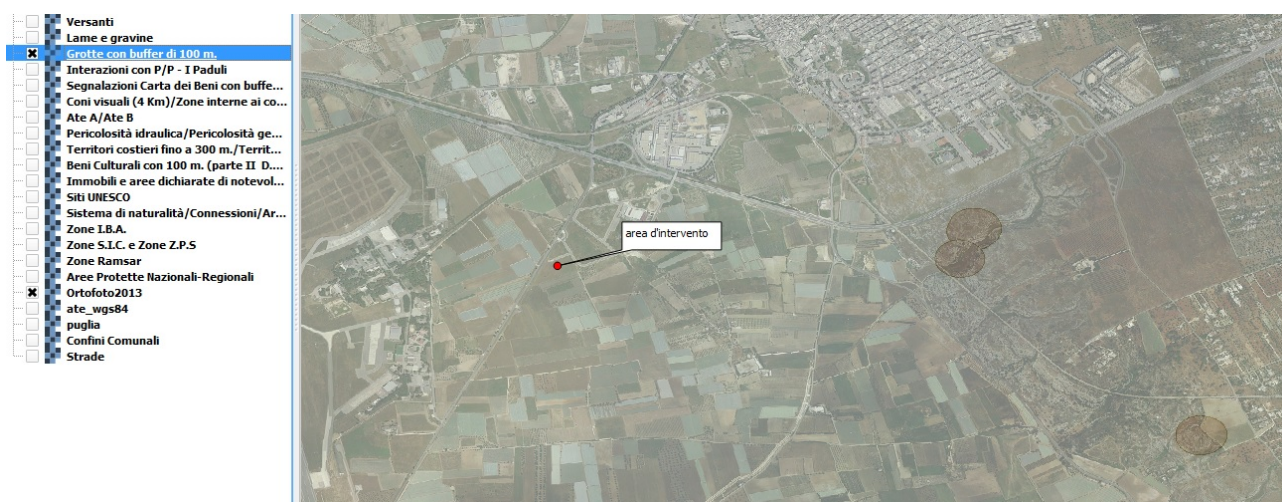 Versanti
Lame e gravine
Grotte con buffer di 100 m.
Interazioni con P/P - I Paduli
Segnalazioni Carta dei Beni con buffe...
Coni visuali (4 Km)/Zone interne ai co...
Ate A/Ate B
Pericolosità idraulica/Pericolosità ge...
Territori costieri fino a 300 m./Territ...
Beni Culturali con 100 m. (parte II D....
Immobili e aree dichiarate di notevol...
Siti UNESCO
Sistema di naturalità/Connessioni/Ar...
Zone I.B.A.
Zone S.I.C. e Zone Z.P.S
Zone Ramsar
Aree Protette Nazionali-Regionali
Ortofoto2013
ate_wgs84
puglia
Confini Comunali
Strade
area d'intervento